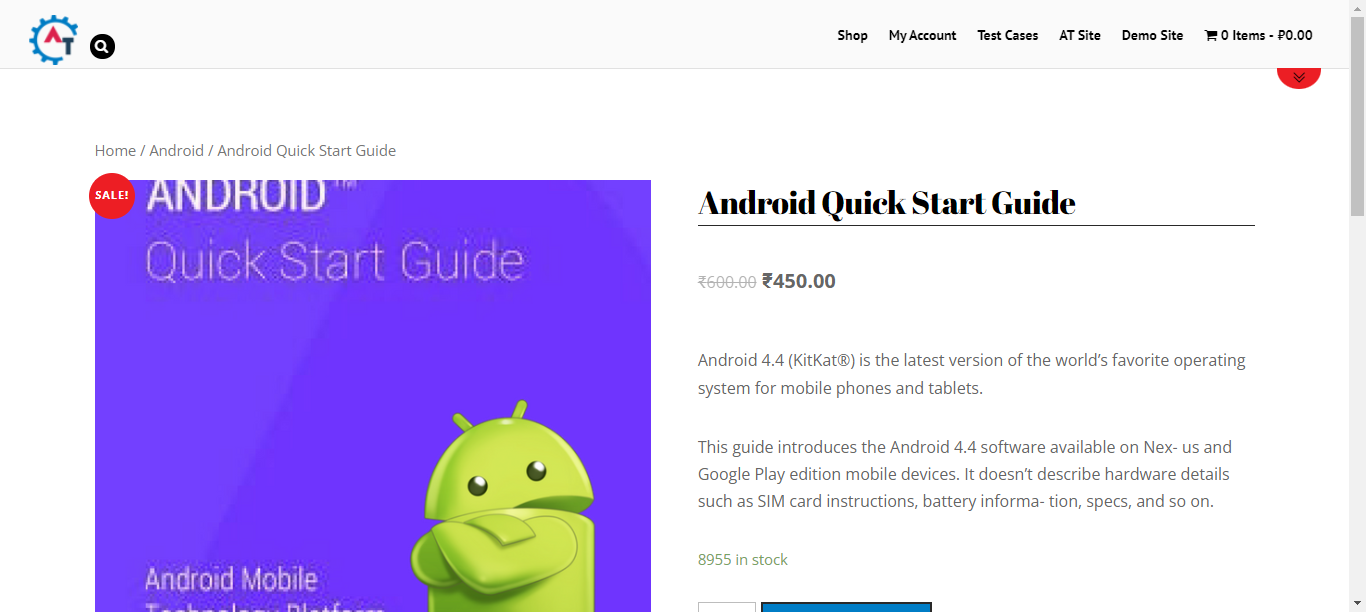 AT
Shop My Account Test Cases AT Site Demo Site 0 Items - ₽0.00
Home / Android / Android Quick Start Guide
SALE!
ANDROID™
Quick Start Guide
Android Mobile
Technology Platform
Android Quick Start Guide
₹600.00 ₹450.00
Android 4.4 (KitKat®) is the latest version of the world’s favorite operating
system for mobile phones and tablets.
This guide introduces the Android 4.4 software available on Nex- us and
Google Play edition mobile devices. It doesn’t describe hardware details
such as SIM card instructions, battery informa- tion, specs, and so on.
8955 in stock